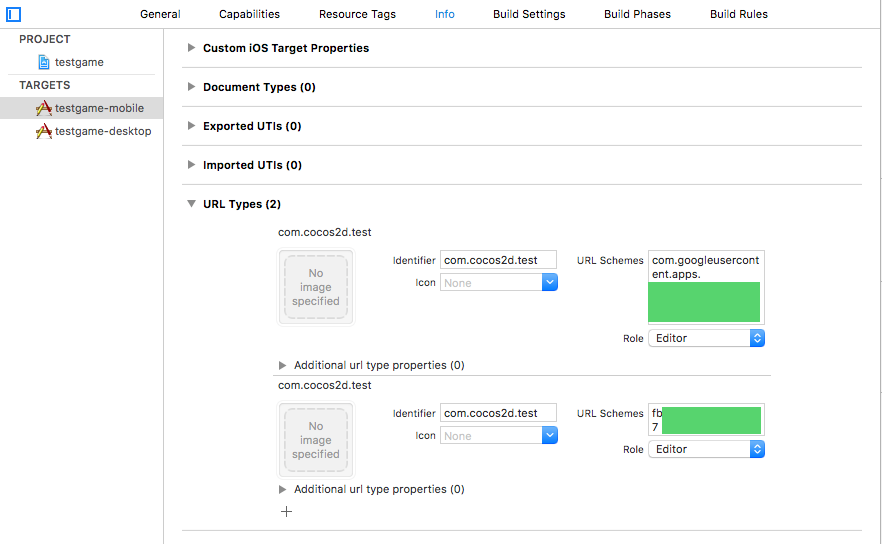 General Capabilities Resource Tags Info Build Settings Build Phases Build Rules
PROJECT
testgame
TARGETS
testgame-mobile
testgame-desktop
Custom iOS Target Properties
Document Types (0)
Exported UTIs (0)
Imported UTIs (0)
URL Types (2)
com.cocos2d.test
No
image
specified
Identifier com.cocos2d.test
Icon None
URL Schemes com.googleusercont
ent.apps.
Role Editor
Additional url type properties (0)
com.cocos2d.test
No
image
specified
Identifier com.cocos2d.test
Icon None
URL Schemes fb
7
Role Editor
Additional url type properties (0)